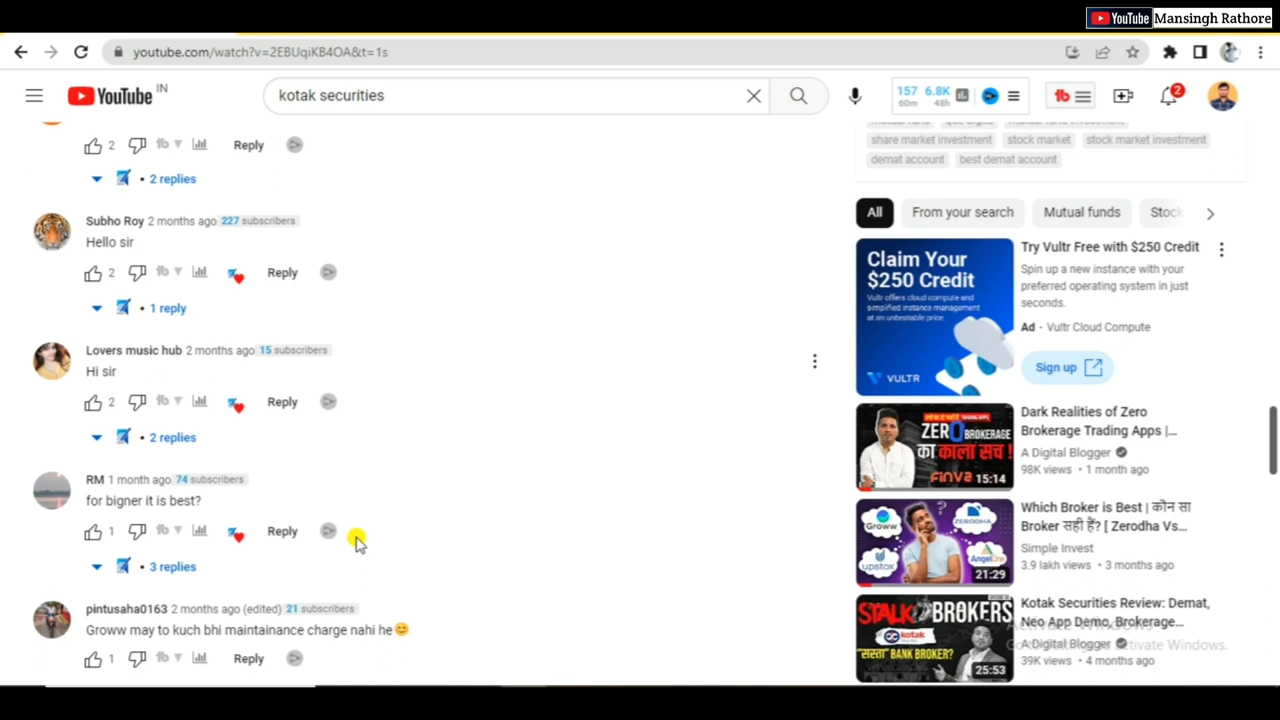 YouTube Mansingh Rathore
youtube.com/watch?v=2EBUqiKB4OA&t=1s
YouTube IN
kotak securities
157 6.8K
60m 48h
tb
2
share market investment stock market stock market investment
demat account best demat account
2 Reply
2 replies
Subho Roy 2 months ago 227 subscribers
Hello sir
2 Reply
1 reply
Lovers music hub 2 months ago 15 subscribers
Hi sir
2 Reply
2 replies
RM 1 month ago 74 subscribers
for bigner it is best?
1 Reply
3 replies
pintusaha0163 2 months ago (edited) 21 subscribers
Groww may to kuch bhi maintainance charge nahi he😊
1 Reply
All From your search Mutual funds Stock
Claim Your
$250 Credit
Vultr offers cloud compute and
simplified instance management
at an unbeatable price.
VULTR
Try Vultr Free with $250 Credit
Spin up a new instance with your
preferred operating system in just
seconds.
Ad • Vultr Cloud Compute
Sign up
ZERO BROKERAGE
का काला सच !
FINVA
15:14
Dark Realities of Zero
Brokerage Trading Apps |...
A Digital Blogger
98K views • 1 month ago
Groww
ZERODHA
upstox
AngelOne
21:29
Which Broker is Best | कौन सा
Broker सही हैं? [ Zerodha Vs...
Simple Invest
3.9 lakh views • 3 months ago
STALK BROKERS
kotak
"सस्ता" BANK BROKER?
25:53
Kotak Securities Review: Demat,
Neo App Demo, Brokerage...
A Digital Blogger
39K views • 4 months ago
Activate Windows